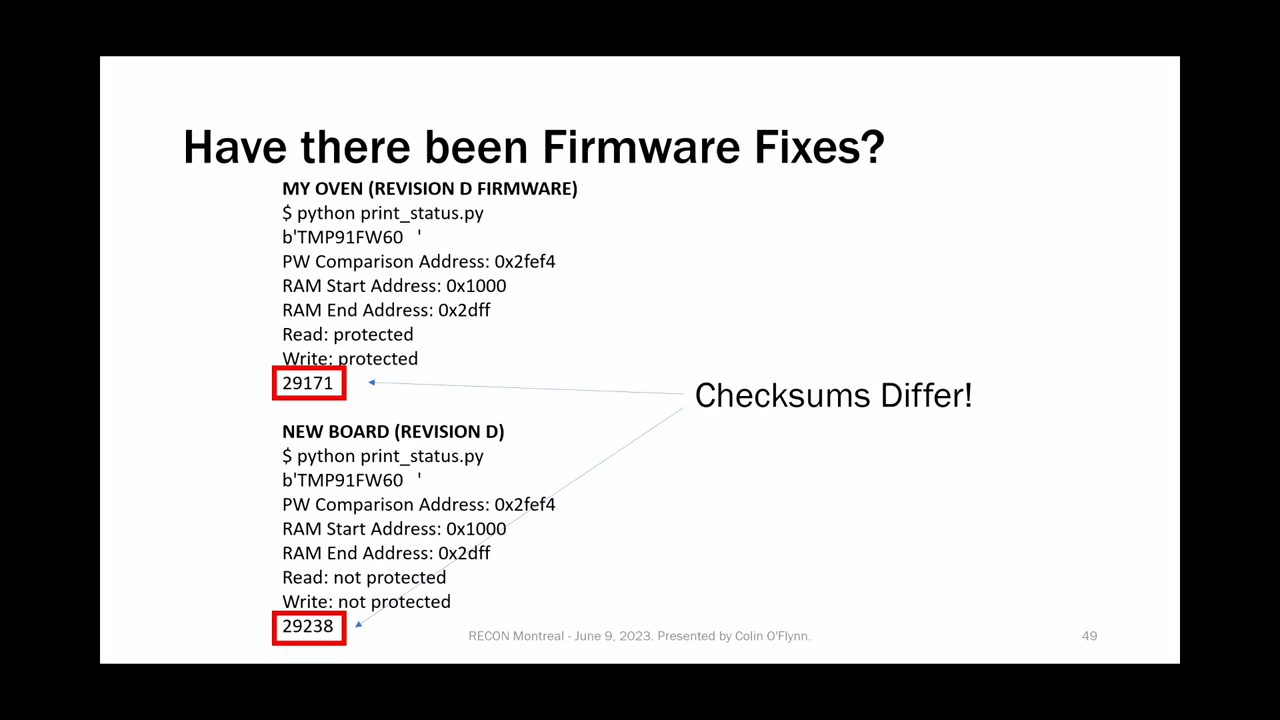 Have there been Firmware Fixes?
MY OVEN (REVISION D FIRMWARE)
$ python print_status.py
b'TMP91FW60   '
PW Comparison Address: 0x2fef4
RAM Start Address: 0x1000
RAM End Address: 0x2dff
Read: protected
Write: protected
29171
Checksums Differ!
NEW BOARD (REVISION D)
$ python print_status.py
b'TMP91FW60   '
PW Comparison Address: 0x2fef4
RAM Start Address: 0x1000
RAM End Address: 0x2dff
Read: not protected
Write: not protected
29238
RECON Montreal - June 9, 2023. Presented by Colin O'Flynn.
49